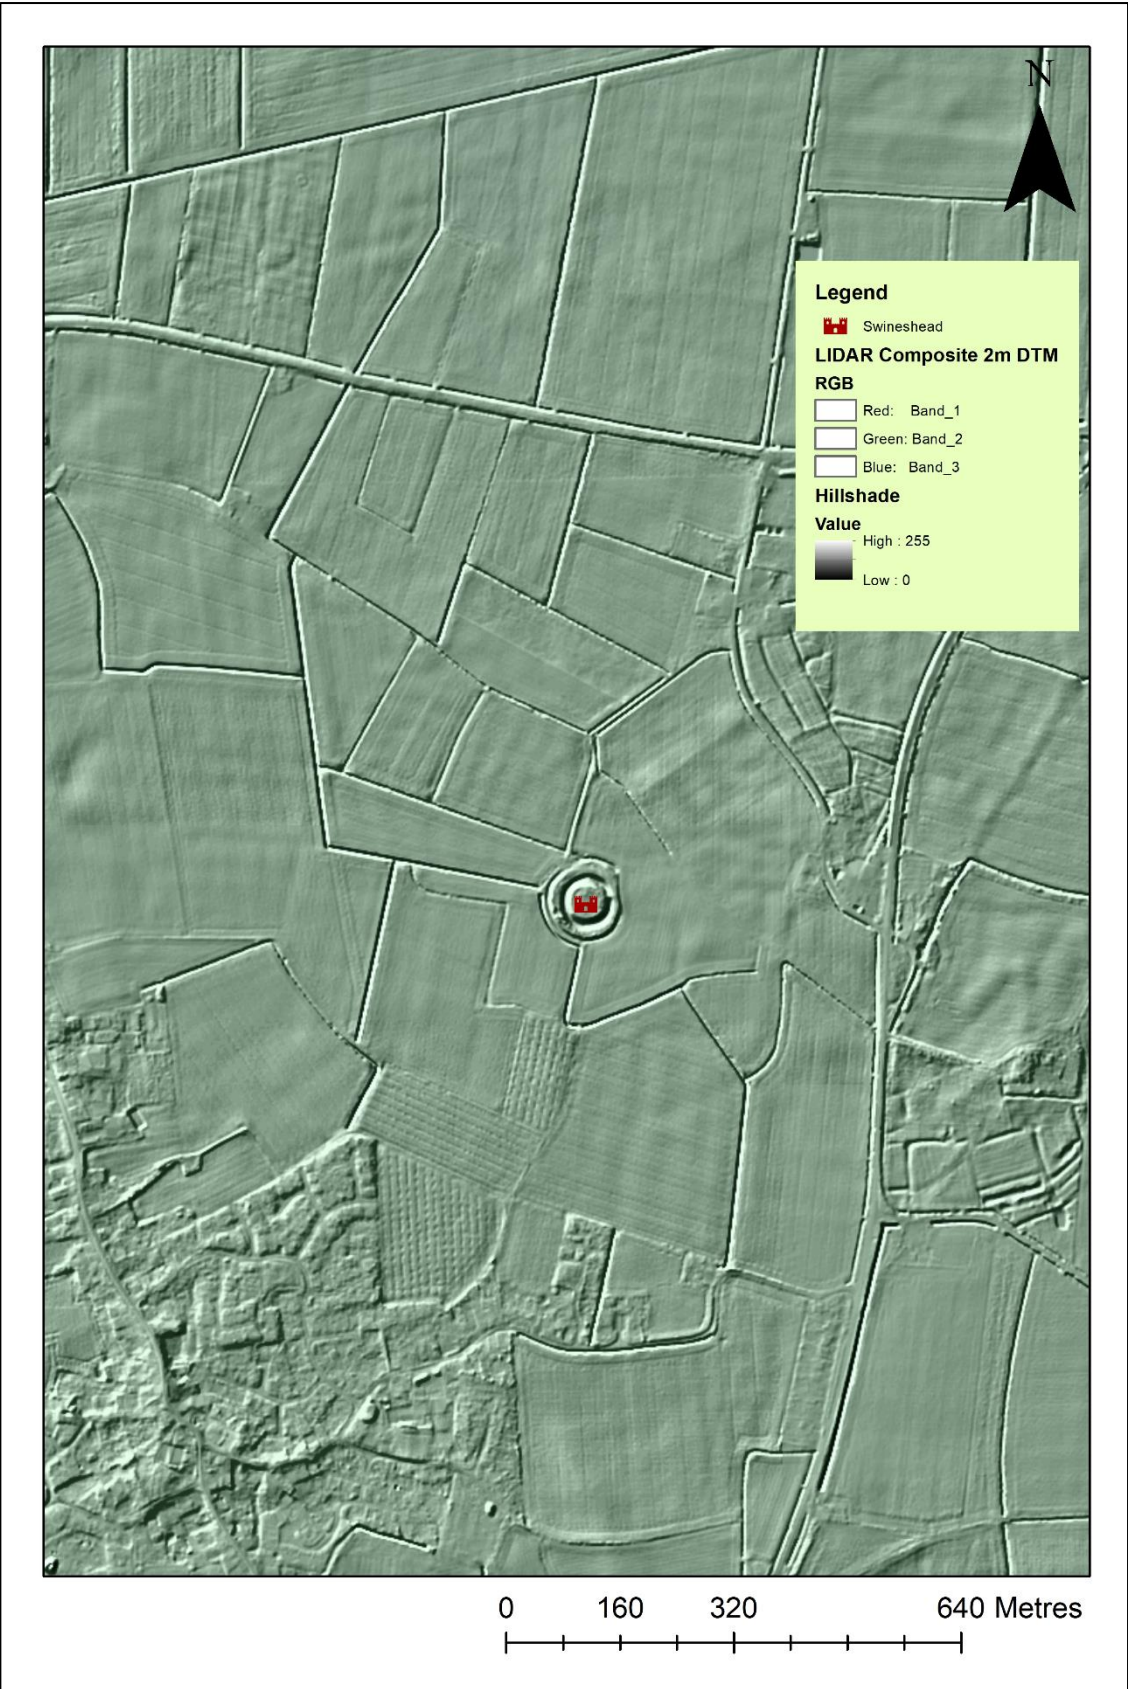 N
Legend
Swineshead
LIDAR Composite 2m DTM
RGB
Red: Band_1
Green: Band_2
Blue: Band_3
Hillshade
Value
High : 255
Low : 0
0 160 320 640 Metres